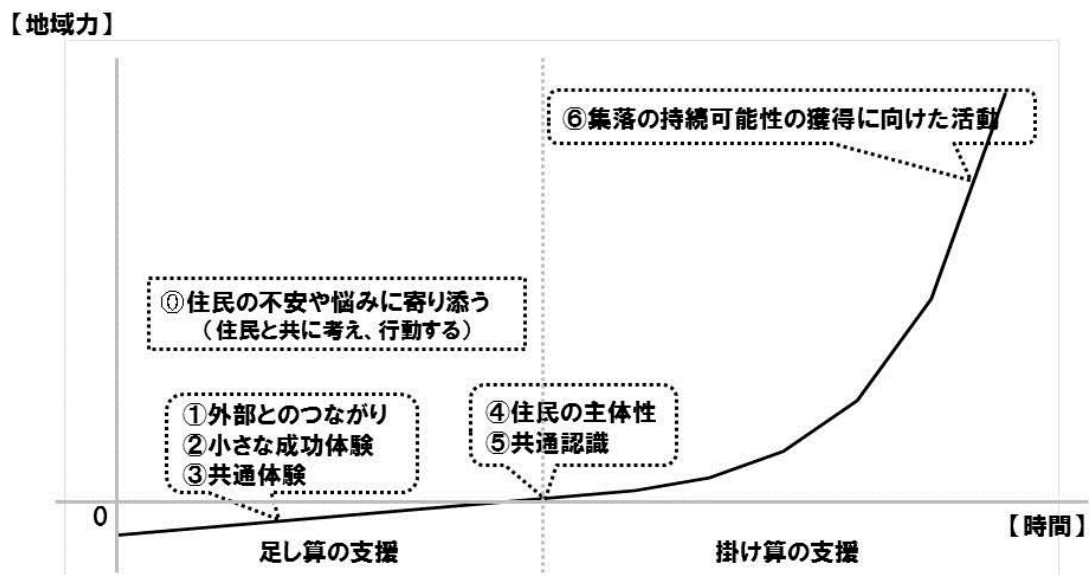 【地域力】
⑥集落の持続可能性の獲得に向けた活動
⓪住民の不安や悩みに寄り添う
（住民と共に考え、行動する）
①外部とのつながり
②小さな成功体験
③共通体験
④住民の主体性
⑤共通認識
0
【時間】
足し算の支援
掛け算の支援